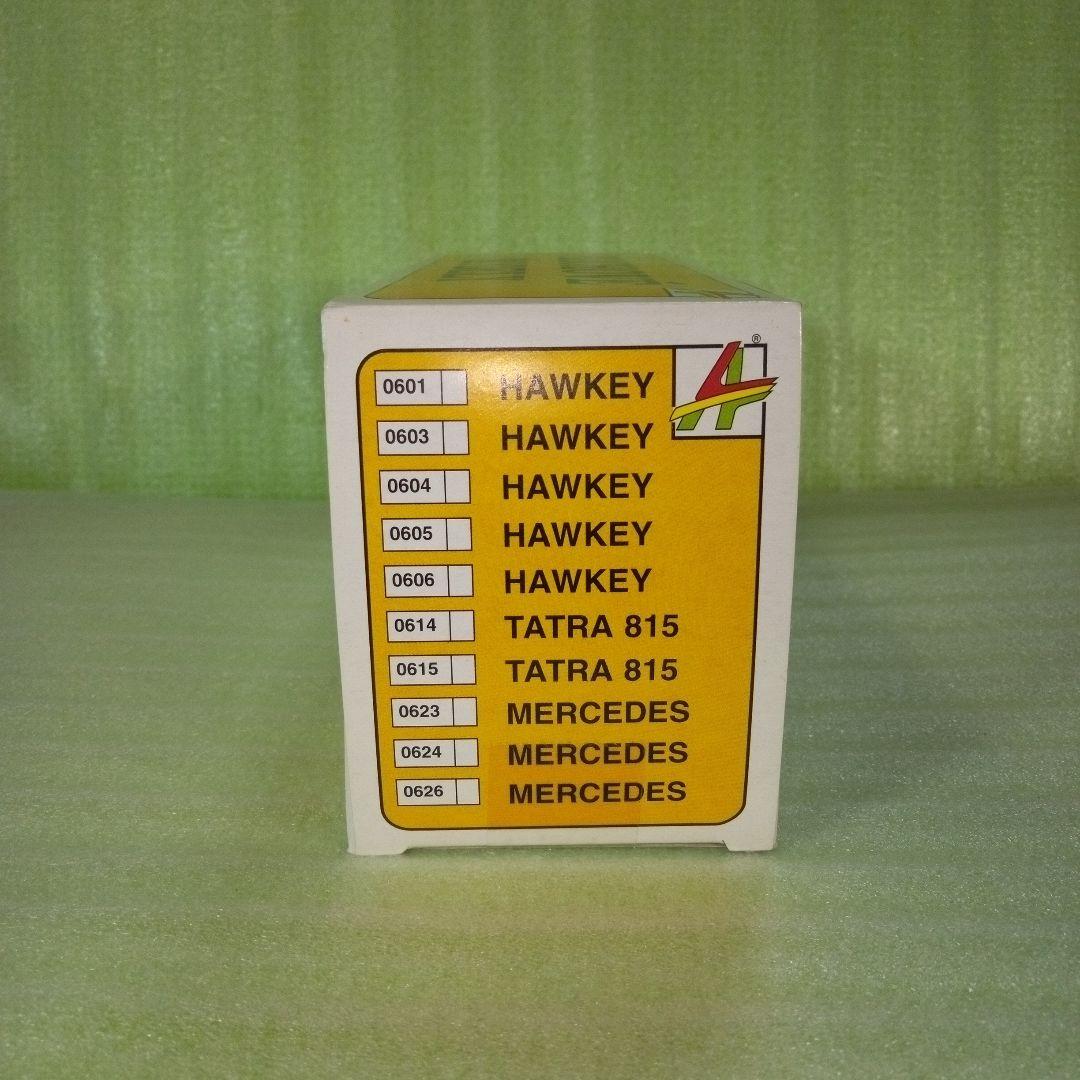 0601 HAWKEY ®
0603 HAWKEY
0604 HAWKEY
0605 HAWKEY
0606 HAWKEY
0614 TATRA 815
0615 TATRA 815
0623 MERCEDES
0624 MERCEDES
0626 MERCEDES